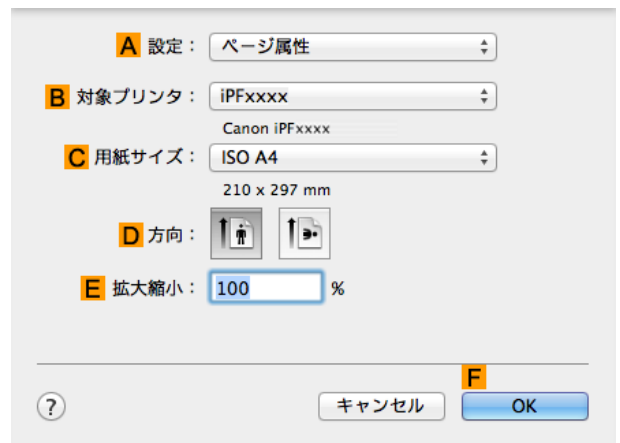 A 設定： ページ属性
B 対象プリンタ： iPFxxxx
Canon iPFxxxx
C 用紙サイズ： ISO A4
210 x 297 mm
D 方向：
E 拡大縮小： 100 %
F
? キャンセル OK